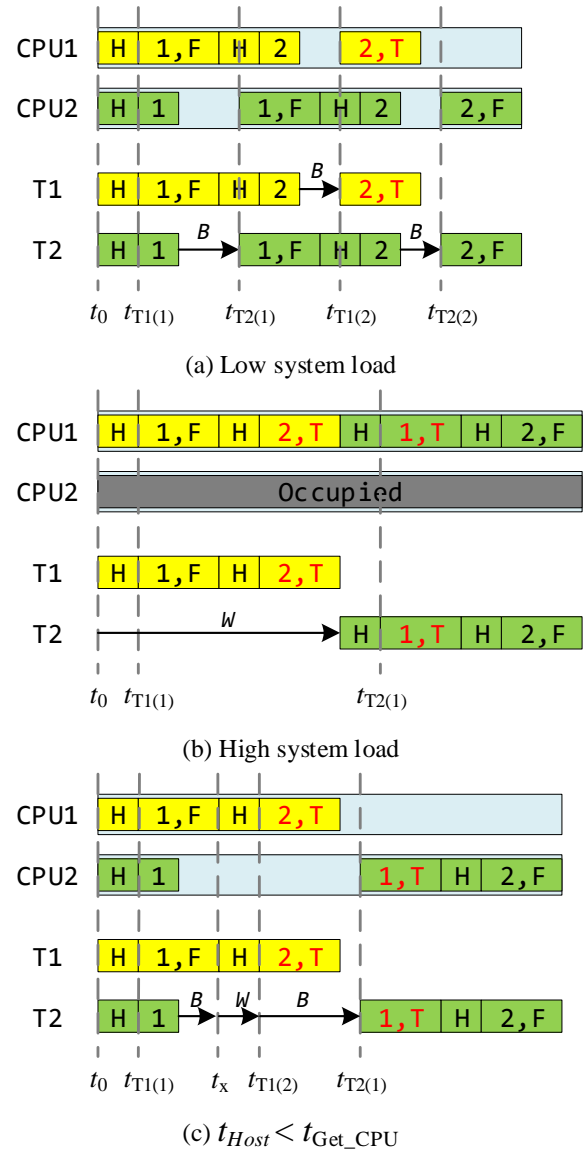 CPU1 H 1,F H 2 2,T
CPU2 H 1 1,F H 2 2,F
B
T1 H 1,F H 2 2,T
B B
T2 H 1 1,F H 2 2,F
t0 tT1(1) tT2(1) tT1(2) tT2(2)
(a) Low system load
CPU1 H 1,F H 2,T H 1,T H 2,F
CPU2 Occupied
T1 H 1,F H 2,T
W
T2 H 1,T H 2,F
t0 tT1(1) tT2(1)
(b) High system load
CPU1 H 1,F H 2,T
CPU2 H 1 1,T H 2,F
T1 H 1,F H 2,T
B W B
T2 H 1 1,T H 2,F
t0 tT1(1) tx tT1(2) tT2(1)
(c) tHost < tGet_CPU